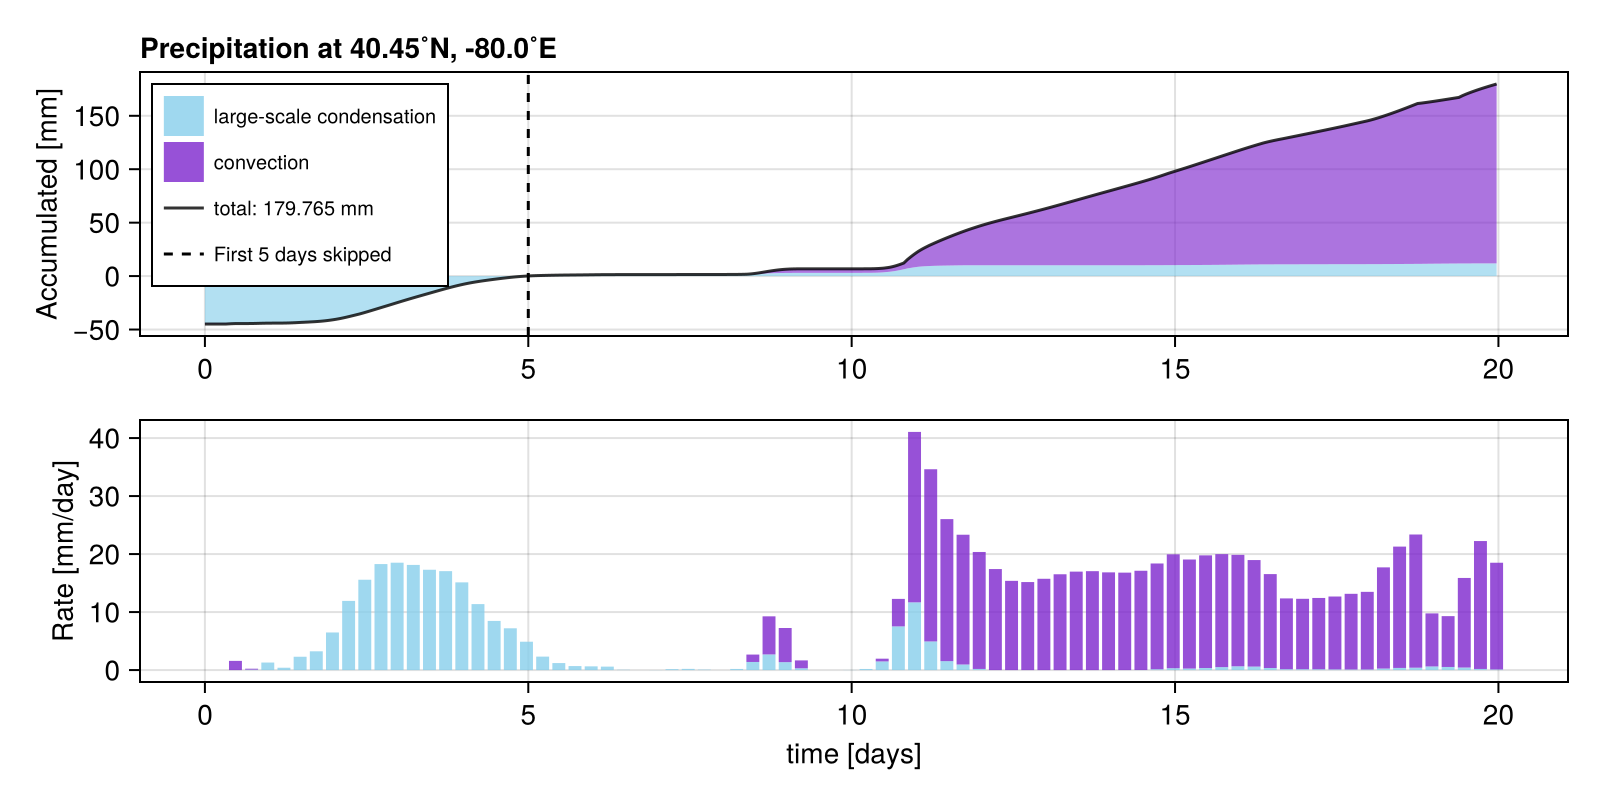 Precipitation at 40.45˚N, -80.0˚E
Accumulated [mm]
150
100
50
0
−50
large-scale condensation
convection
total: 179.765 mm
First 5 days skipped
0 5 10 15 20
Rate [mm/day]
40
30
20
10
0
0 5 10 15 20
time [days]